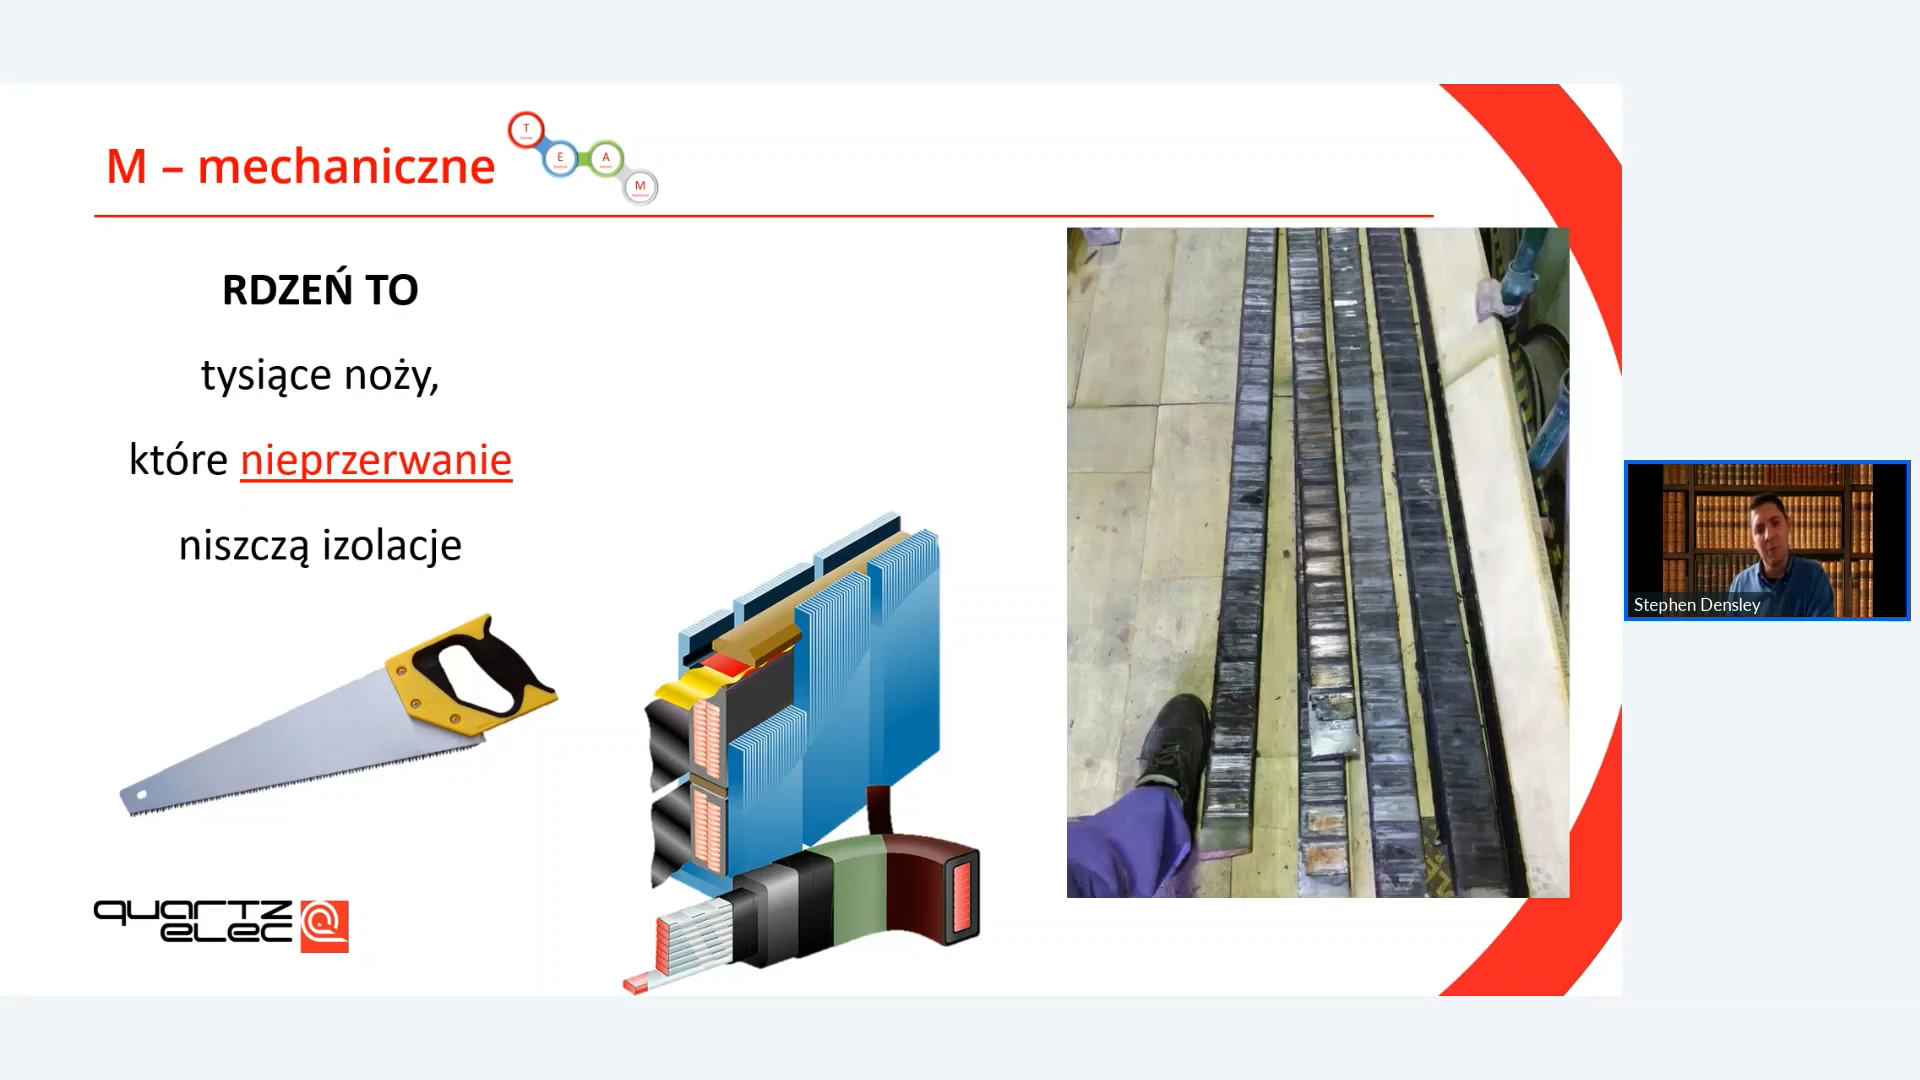 M – mechaniczne
T
E
A
M
RDZEŃ TO
tysiące noży,
które nieprzerwanie
niszczą izolacje
quartz
elec
Stephen Densley